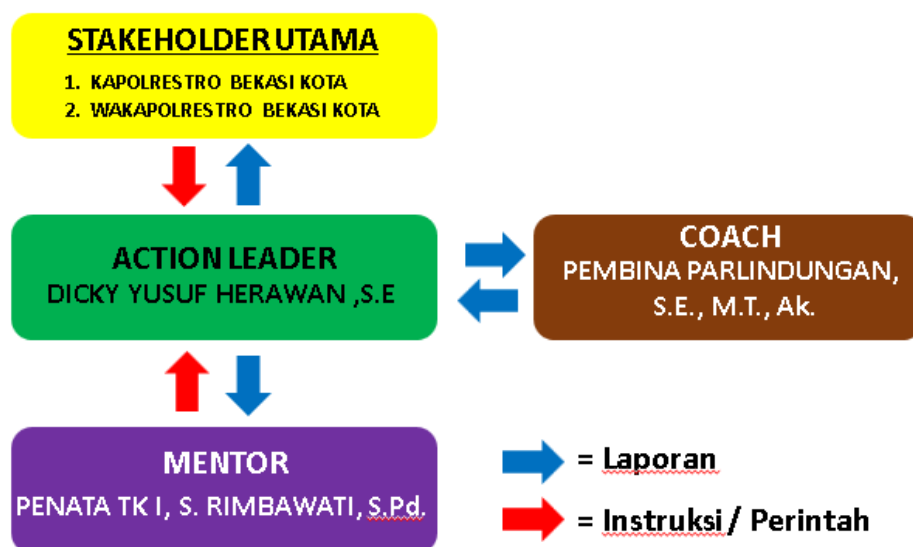 STAKEHOLDER UTAMA
1. KAPOLRESTRO BEKASI KOTA
2. WAKAPOLRESTRO BEKASI KOTA
ACTION LEADER
DICKY YUSUF HERAWAN ,S.E
COACH
PEMBINA PARLINDUNGAN,
S.E., M.T., Ak.
MENTOR
PENATA TK I, S. RIMBAWATI, S.Pd.
= Laporan
= Instruksi / Perintah